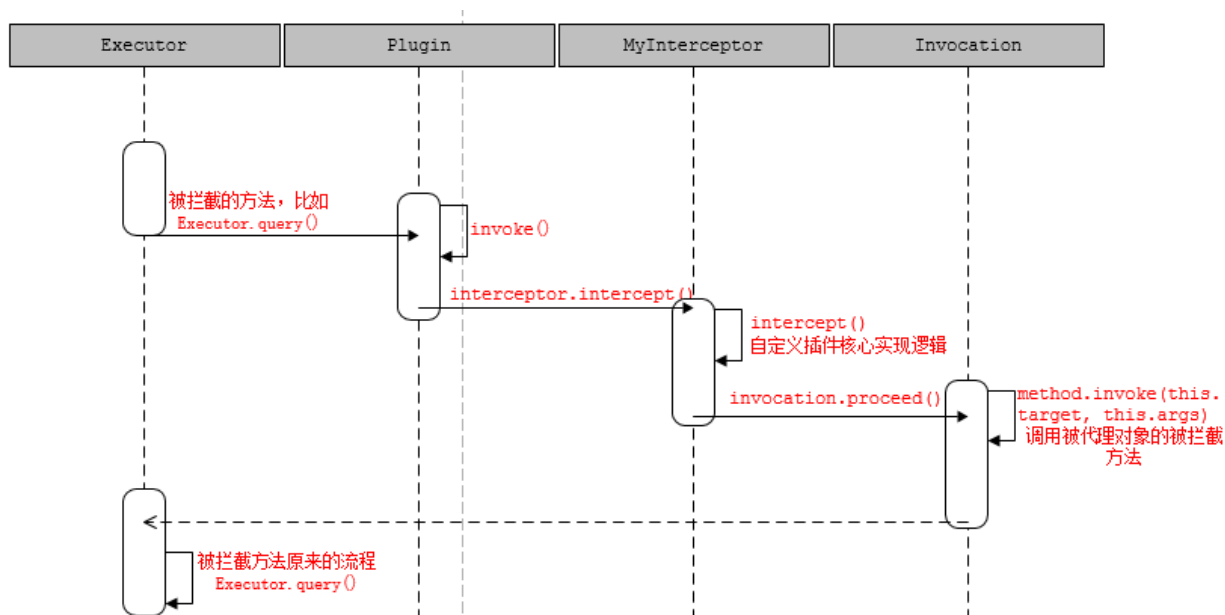 Executor
Plugin
MyInterceptor
Invocation
被拦截的方法，比如
Executor.query()
invoke()
interceptor.intercept()
intercept()
自定义插件核心实现逻辑
invocation.proceed()
method.invoke(this.
target, this.args)
调用被代理对象的被拦截
方法
被拦截方法原来的流程
Executor.query()